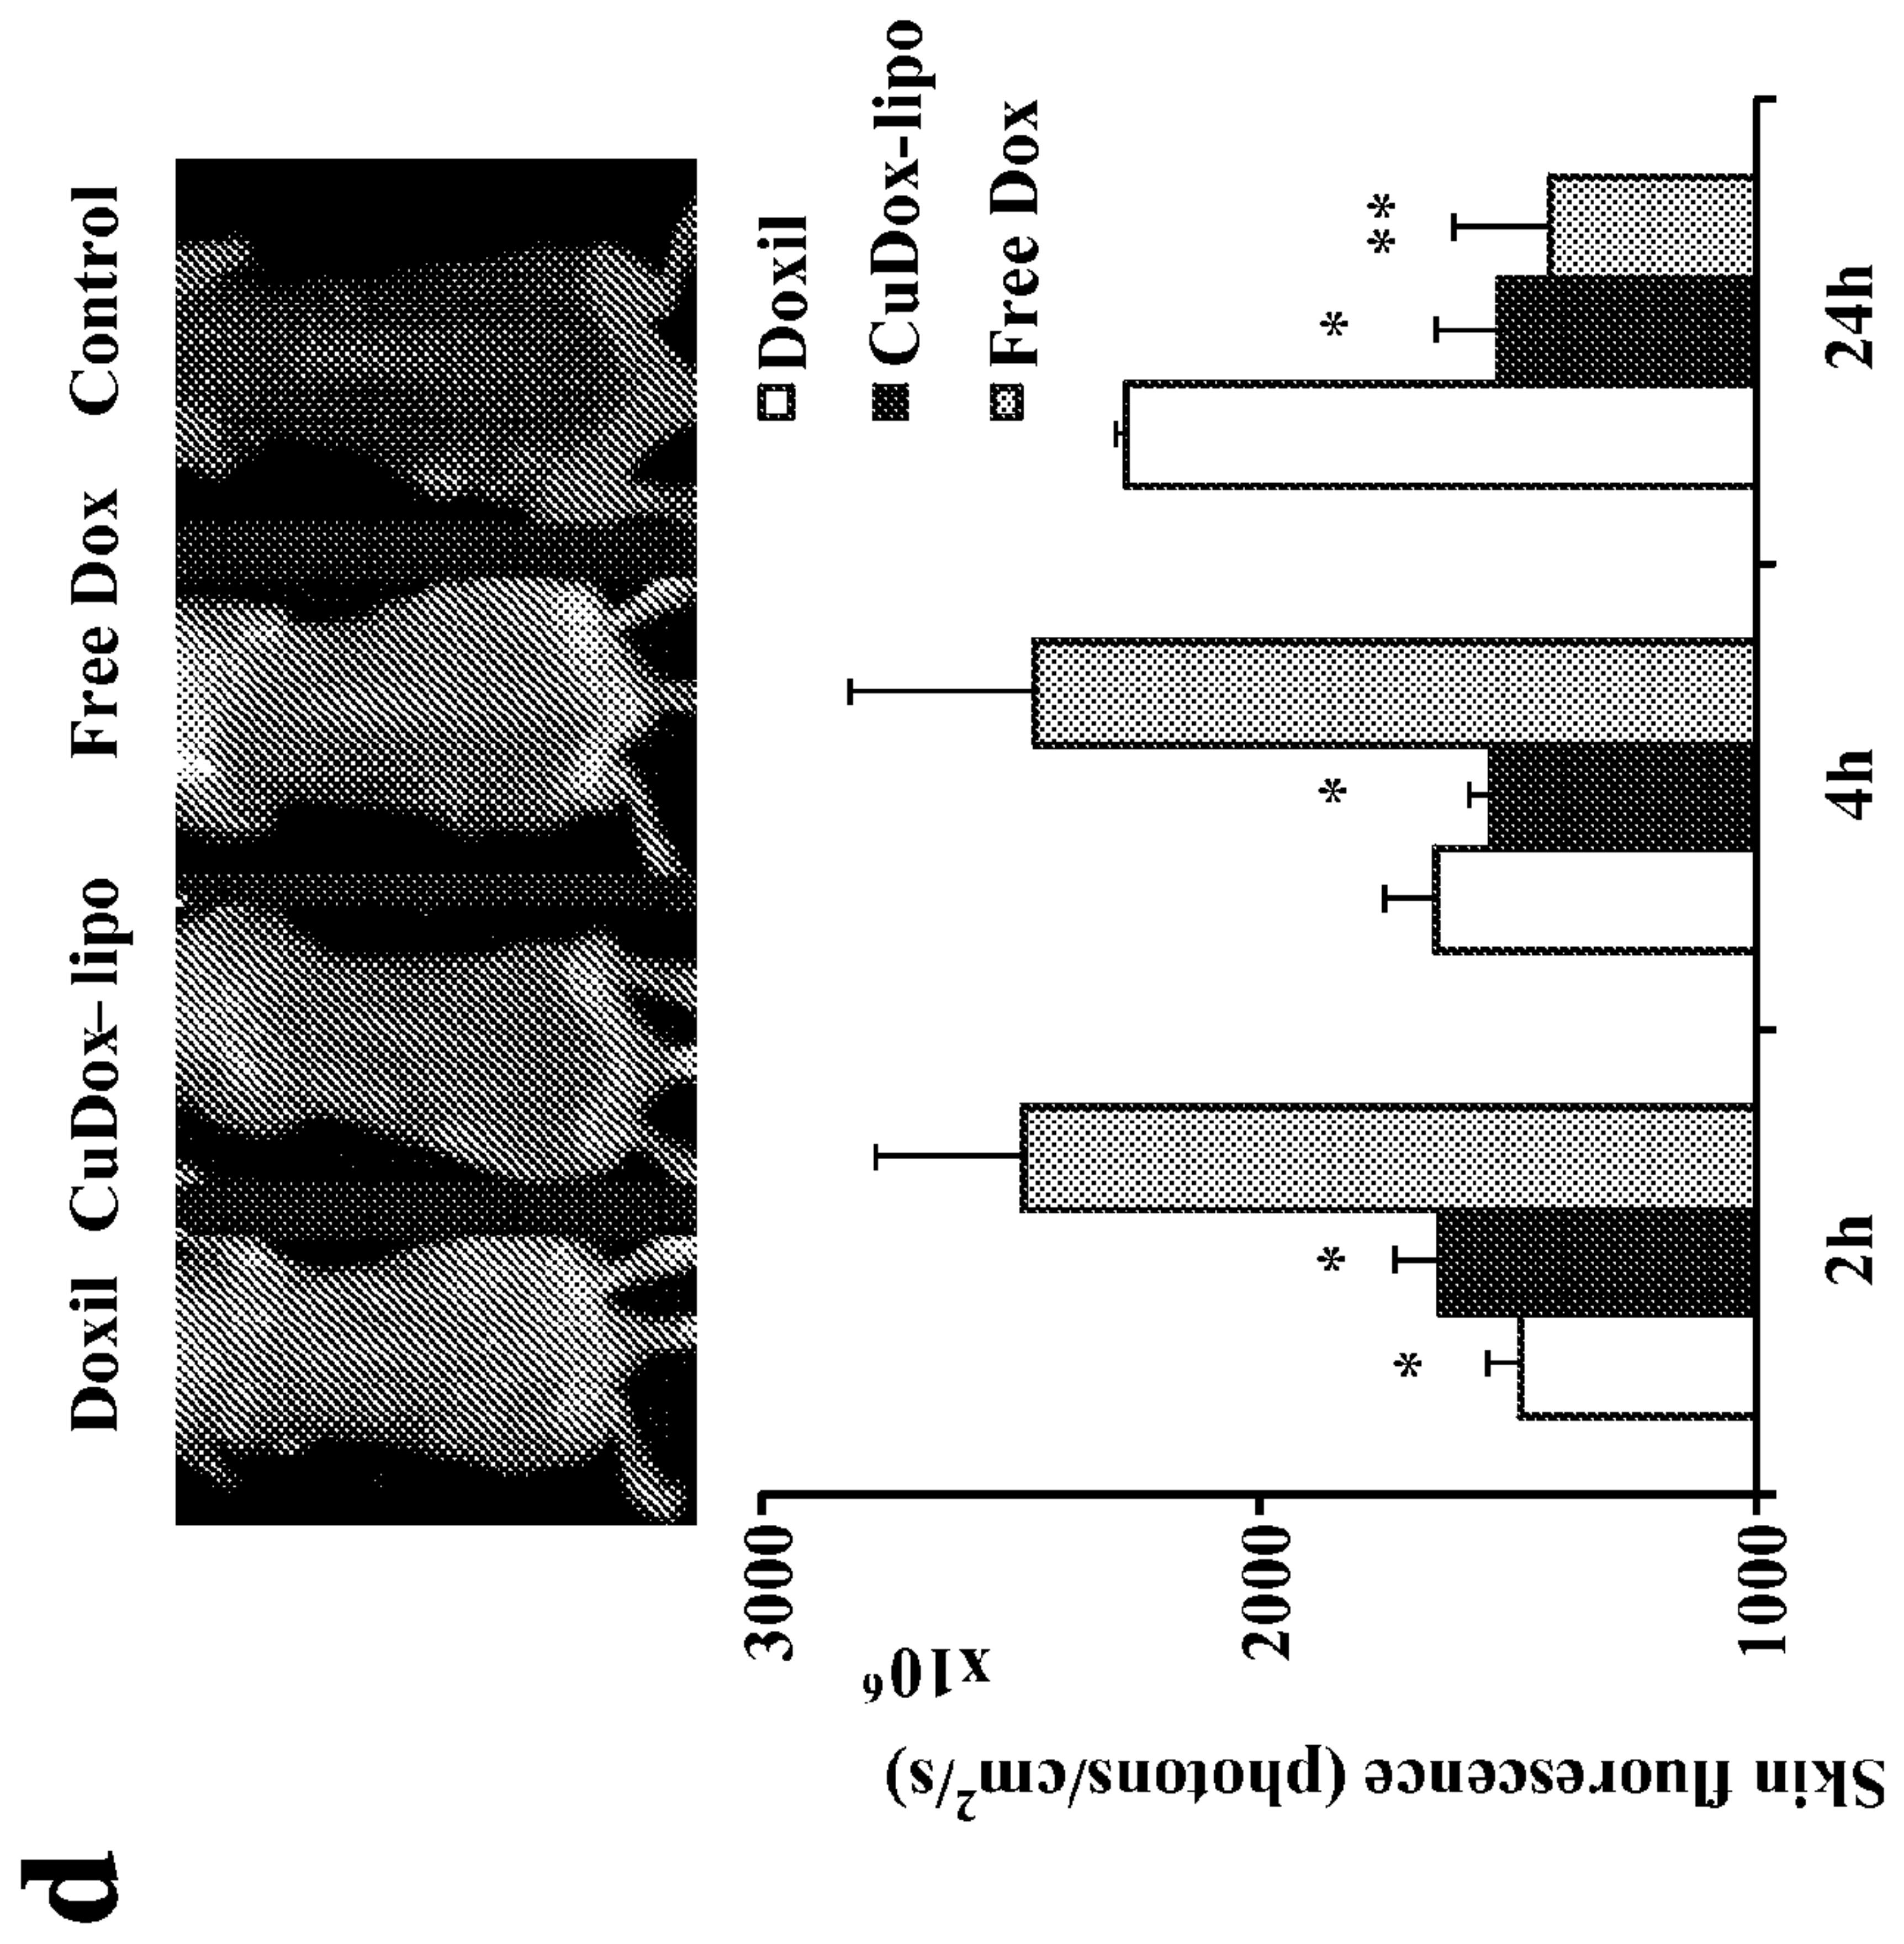 d
Doxil CuDox-lipo Free Dox Control
Skin fluorescence (photons/cm²/s)
x10⁶
3000
2000
1000
Doxil
CuDox-lipo
Free Dox
*
*
*
*
**
2h 4h 24h